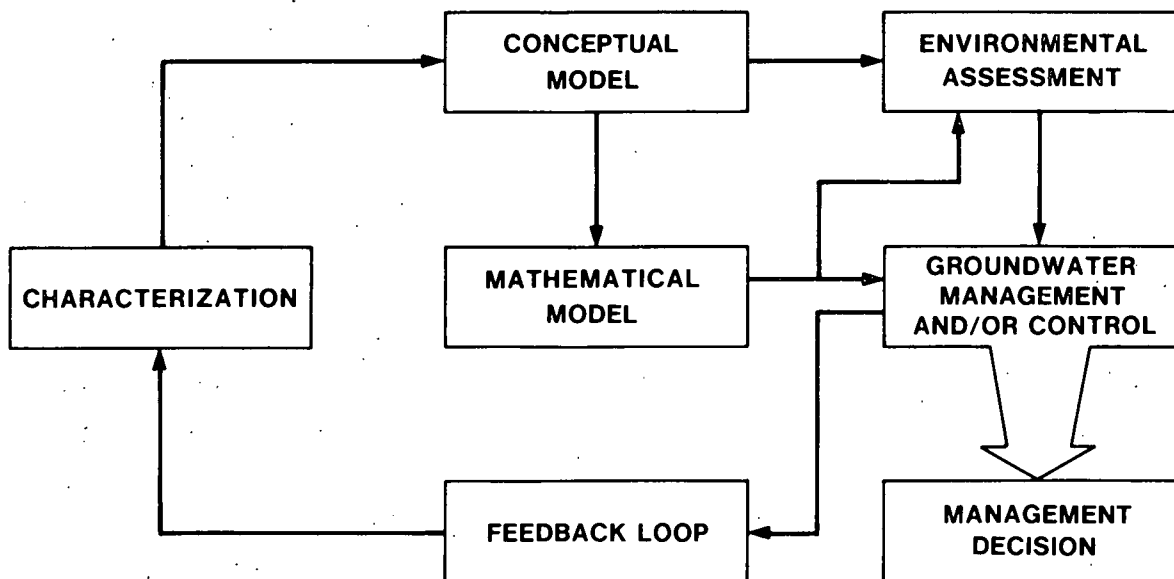 CONCEPTUAL
MODEL
ENVIRONMENTAL
ASSESSMENT
CHARACTERIZATION
MATHEMATICAL
MODEL
GROUNDWATER
MANAGEMENT
AND/OR CONTROL
FEEDBACK LOOP
MANAGEMENT
DECISION